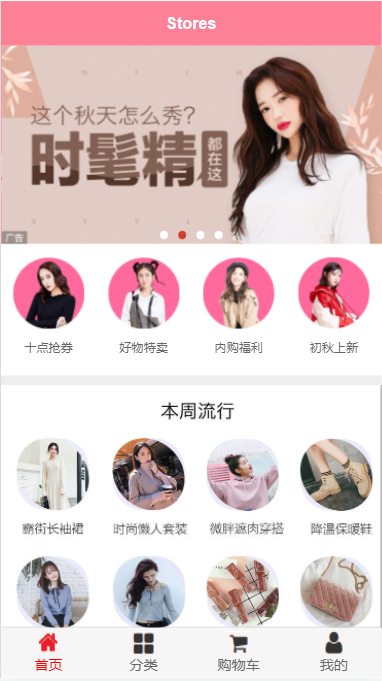 Stores
这个秋天怎么秀?
时髦精
都在这
广告
十点抢券
好物特卖
内购福利
初秋上新
本周流行
霸街长袖裙
时尚懒人套装
微胖遮肉穿搭
降温保暖鞋
首页
分类
购物车
我的